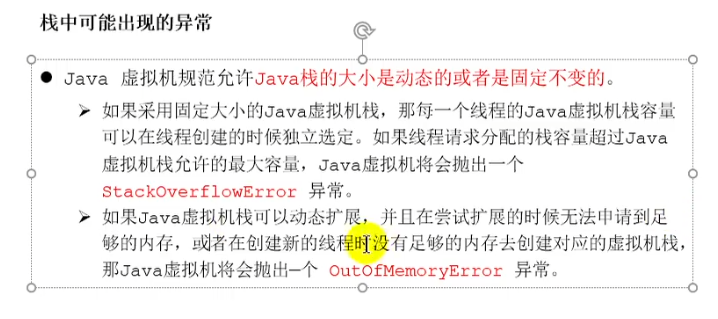 栈中可能出现的异常
● Java 虚拟机规范允许Java栈的大小是动态的或者是固定不变的。
➢ 如果采用固定大小的Java虚拟机栈，那每一个线程的Java虚拟机栈容量
可以在线程创建的时候独立选定。如果线程请求分配的栈容量超过Java
虚拟机栈允许的最大容量，Java虚拟机将会抛出一个
StackOverflowError 异常。
➢ 如果Java虚拟机栈可以动态扩展，并且在尝试扩展的时候无法申请到足
够的内存，或者在创建新的线程时没有足够的内存去创建对应的虚拟机栈，
那Java虚拟机将会抛出一个 OutOfMemoryError 异常。